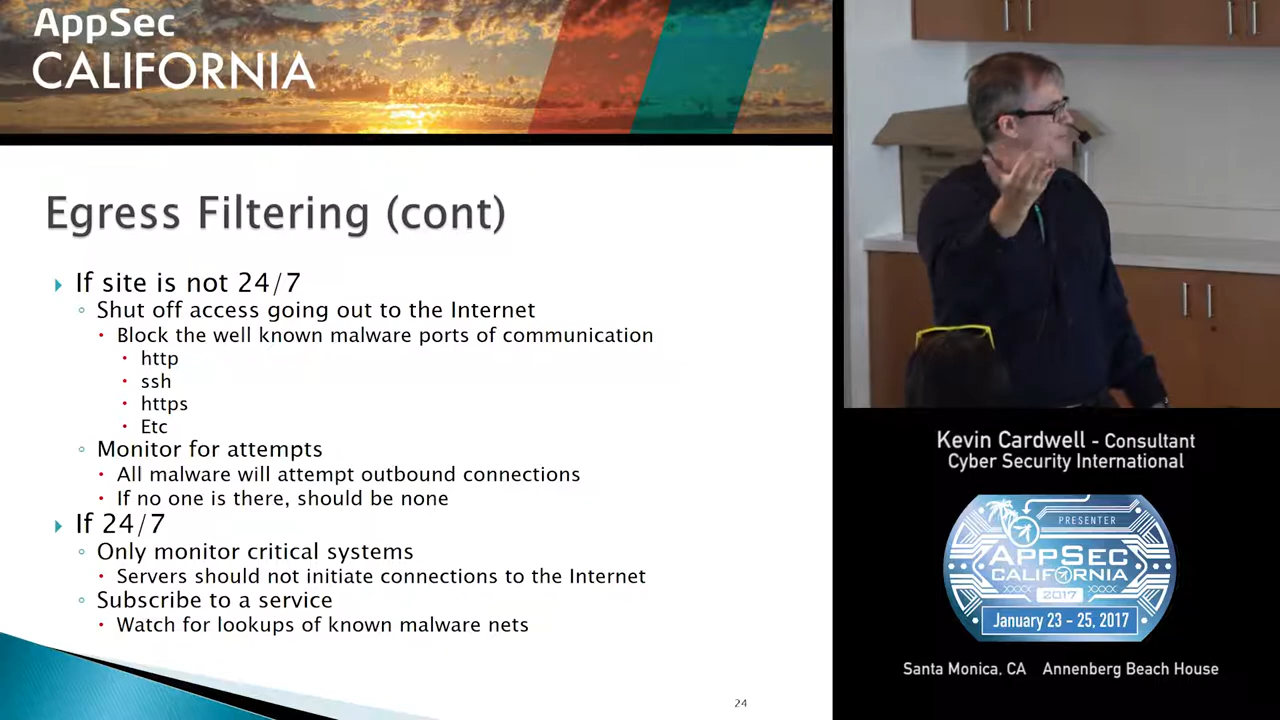 AppSec
CALIFORNIA
Egress Filtering (cont)
If site is not 24/7
Shut off access going out to the Internet
Block the well known malware ports of communication
http
ssh
https
Etc
Monitor for attempts
All malware will attempt outbound connections
If no one is there, should be none
If 24/7
Only monitor critical systems
Servers should not initiate connections to the Internet
Subscribe to a service
Watch for lookups of known malware nets
24
Kevin Cardwell - Consultant
Cyber Security International
PRESENTER
APPSEC
CALIFORNIA
2017
January 23 - 25, 2017
Santa Monica, CA Annenberg Beach House